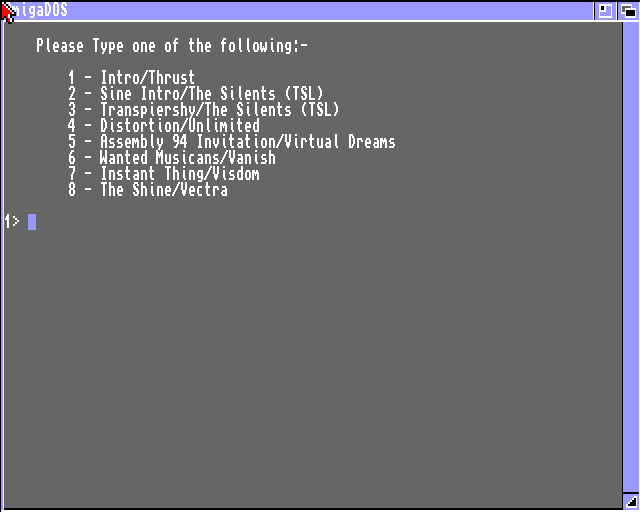 migaDOS
Please Type one of the following:-
1 - Intro/Thrust
2 - Sine Intro/The Silents (TSL)
3 - Transpiershy/The Silents (TSL)
4 - Distortion/Unlimited
5 - Assembly 94 Invitation/Virtual Dreams
6 - Wanted Musicans/Vanish
7 - Instant Thing/Visdom
8 - The Shine/Vectra
1>